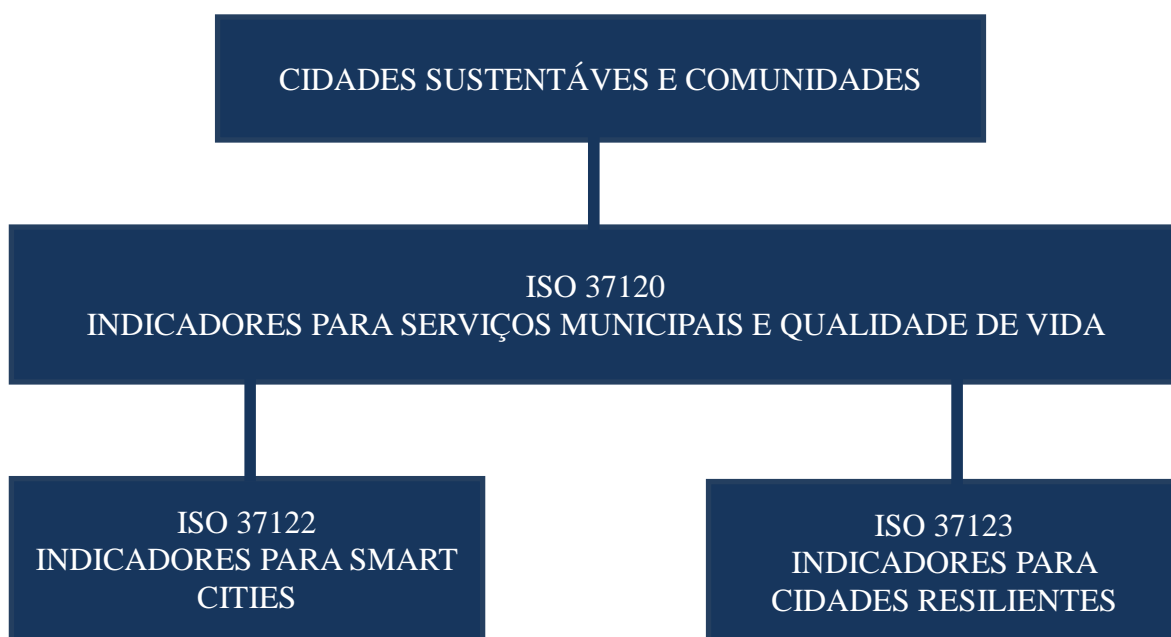 CIDADES SUSTENTÁVES E COMUNIDADES
ISO 37120
INDICADORES PARA SERVIÇOS MUNICIPAIS E QUALIDADE DE VIDA
ISO 37122
INDICADORES PARA SMART
CITIES
ISO 37123
INDICADORES PARA
CIDADES RESILIENTES